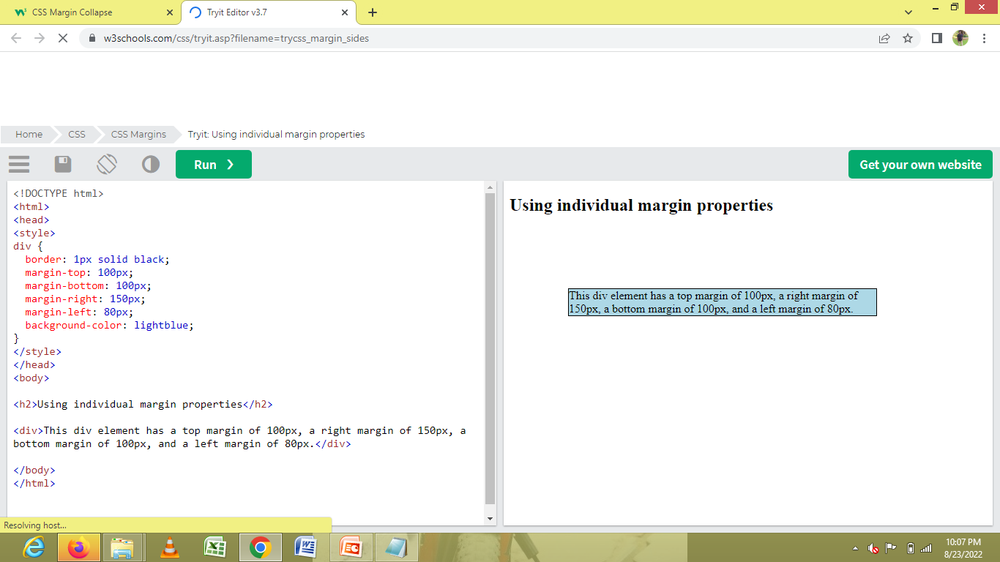 CSS Margin Collapse
Tryit Editor v3.7
w3schools.com/css/tryit.asp?filename=trycss_margin_sides
Home
CSS
CSS Margins
Tryit: Using individual margin properties
Run ❯
Get your own website
<!DOCTYPE html>
<html>
<head>
<style>
div {
  border: 1px solid black;
  margin-top: 100px;
  margin-bottom: 100px;
  margin-right: 150px;
  margin-left: 80px;
  background-color: lightblue;
}
</style>
</head>
<body>
<h2>Using individual margin properties</h2>
<div>This div element has a top margin of 100px, a right margin of 150px, a
bottom margin of 100px, and a left margin of 80px.</div>
</body>
</html>
Using individual margin properties
This div element has a top margin of 100px, a right margin of
150px, a bottom margin of 100px, and a left margin of 80px.
Resolving host...
10:07 PM
8/23/2022